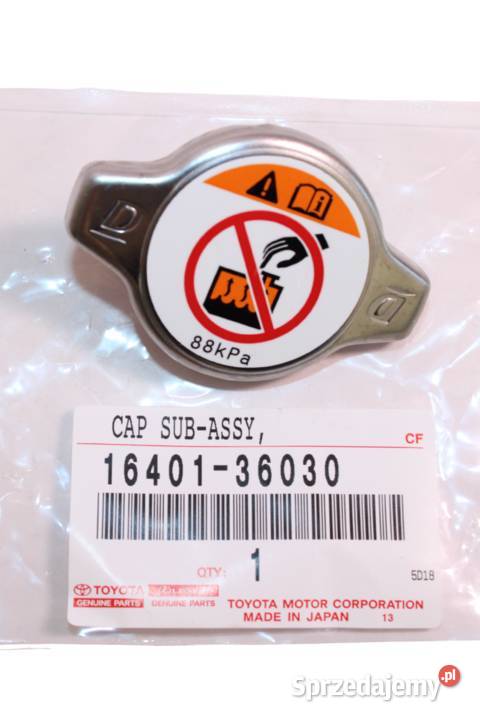 D
D
88kPa
CAP SUB-ASSY,
CF
16401-36030
QTY: 1
5D18
TOYOTA
GENUINE PARTS
GENUINE PARTS
TOYOTA MOTOR CORPORATION
MADE IN JAPAN 13
Sprzedajemy.pl